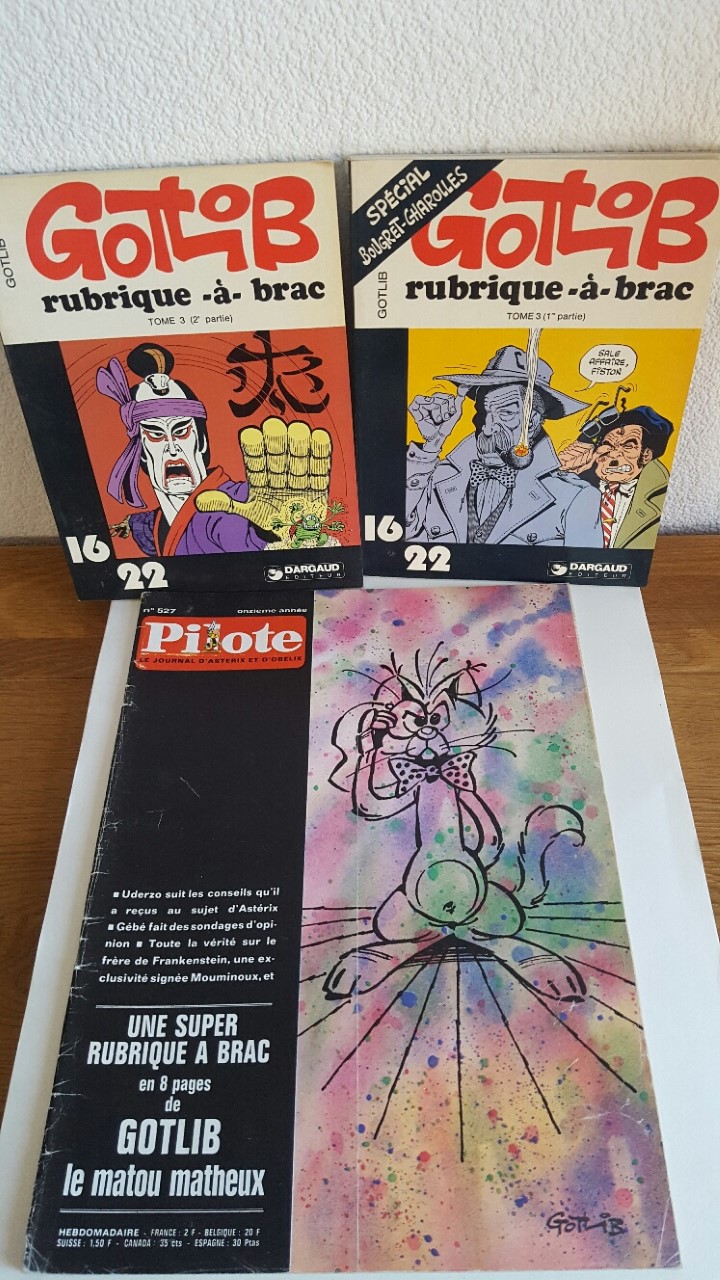 GOTLIB
GOTLIB
rubrique -à- brac
TOME 3 (2e partie)
16
22
DARGAUD
ÉDITEUR
SPÉCIAL
BOUGRET-CHAROLLES
GOTLIB
GOTLIB
rubrique -à- brac
TOME 3 (1re partie)
SALE
AFFAIRE,
FISTON
16
22
DARGAUD
ÉDITEUR
n° 527 onzième année
Pilote
LE JOURNAL D'ASTERIX ET D'OBELIX
■ Uderzo suit les conseils qu'il
a reçus au sujet d'Astérix
■ Gébé fait des sondages d'opi-
nion ■ Toute la vérité sur le
frère de Frankenstein, une ex-
clusivité signée Mouminoux, et
UNE SUPER
RUBRIQUE A BRAC
en 8 pages
de
GOTLIB
le matou matheux
HEBDOMADAIRE - FRANCE : 2 F - BELGIQUE : 20 F
SUISSE : 1,50 F - CANADA : 35 cts - ESPAGNE : 30 Ptas
GOTLIB